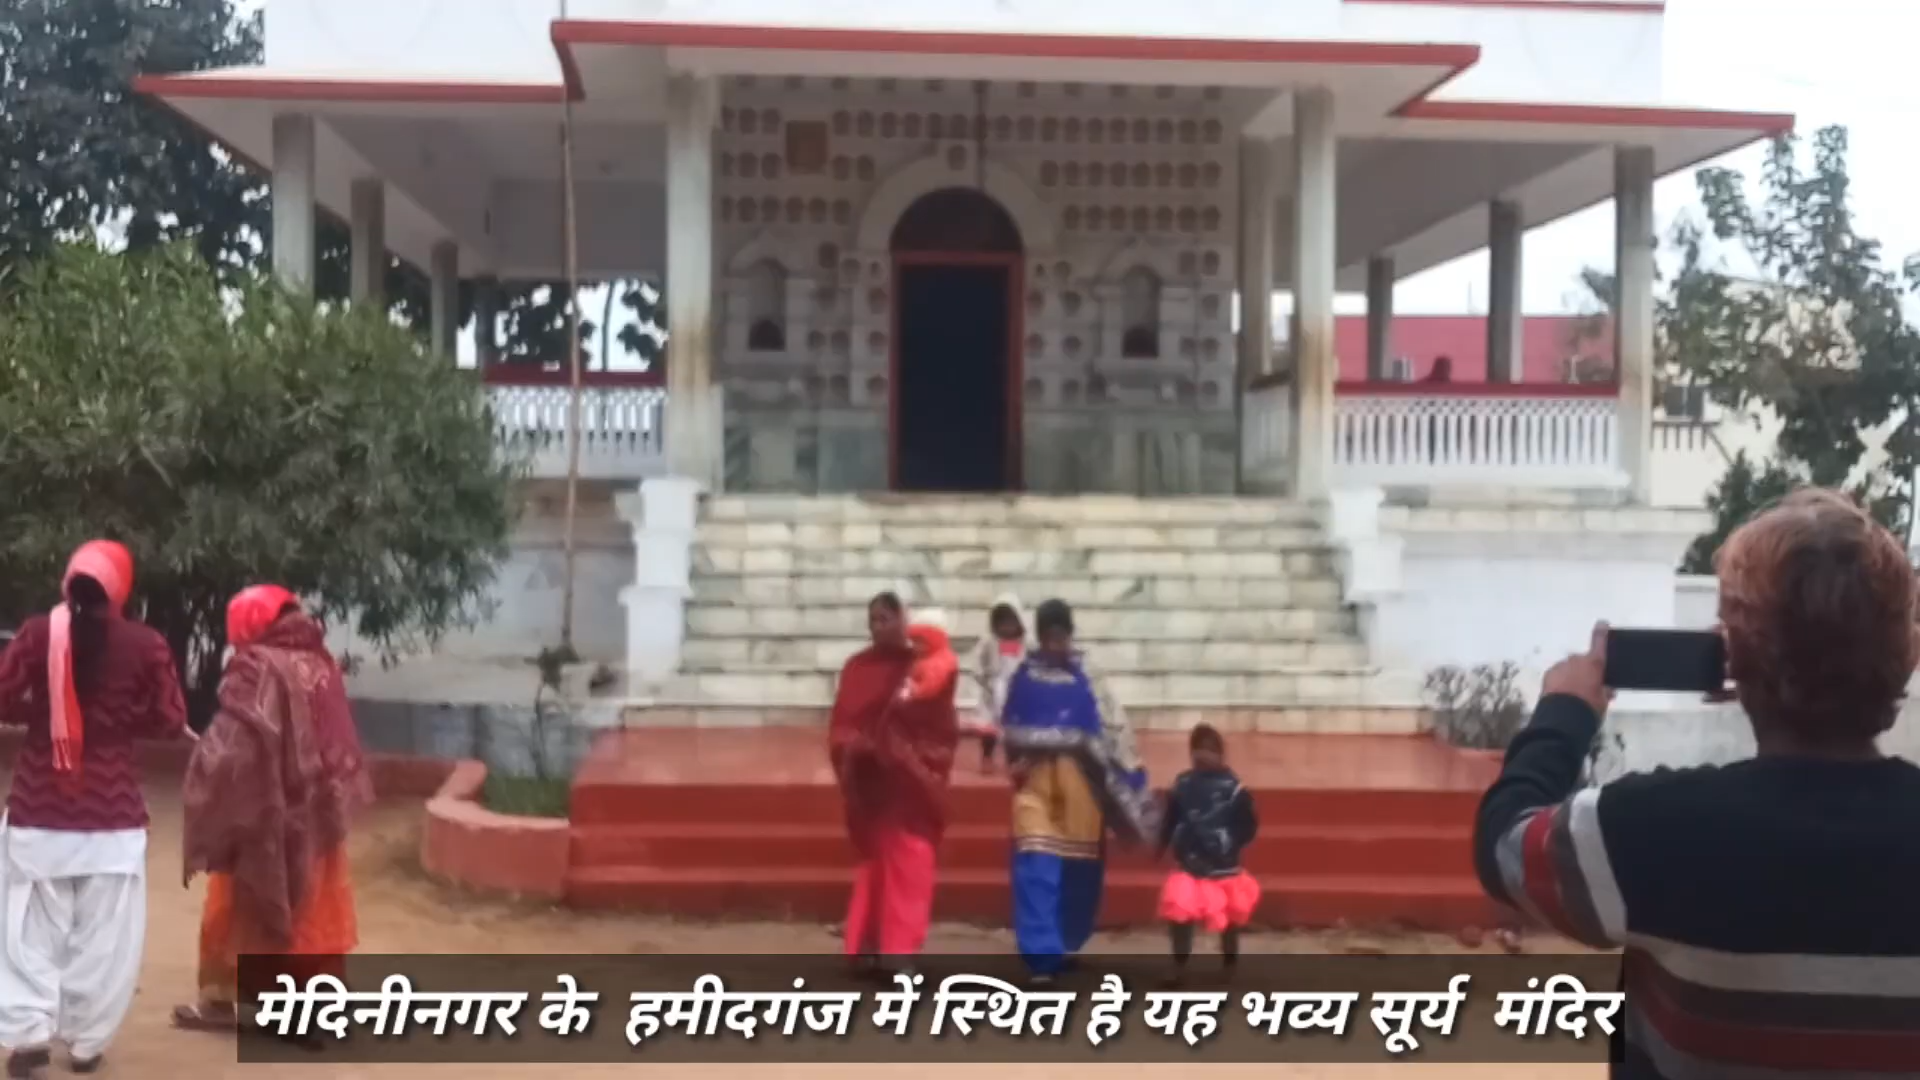 मेदिनीनगर के हमीदगंज में स्थित है यह भव्य सूर्य मंदिर